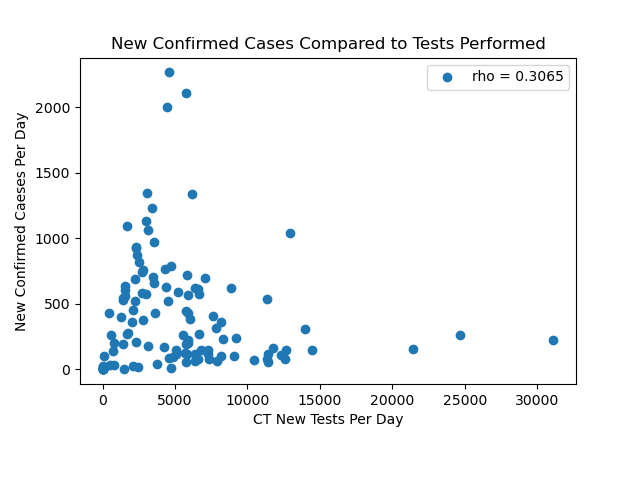 New Confirmed Cases Compared to Tests Performed
rho = 0.3065
New Confirmed Caeses Per Day
2000
1500
1000
500
0
0 5000 10000 15000 20000 25000 30000
CT New Tests Per Day